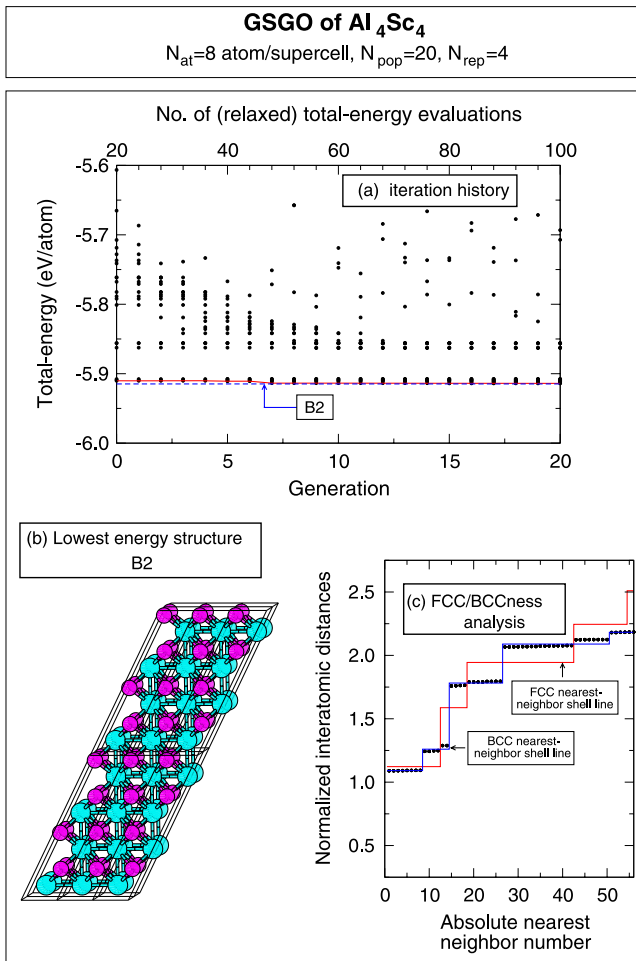 GSGO of Al4Sc4
Nat=8 atom/supercell, Npop=20, Nrep=4
No. of (relaxed) total-energy evaluations
20 40 60 80 100
(a) iteration history
Total-energy (eV/atom)
-5.6
-5.7
-5.8
-5.9
-6.0
B2
0 5 10 15 20
Generation
(b) Lowest energy structure
B2
(c) FCC/BCCness
analysis
Normalized interatomic distances
2.5
2.0
1.5
1.0
FCC nearest-
neighbor shell line
BCC nearest-
neighbor shell line
0 10 20 30 40 50
Absolute nearest
neighbor number